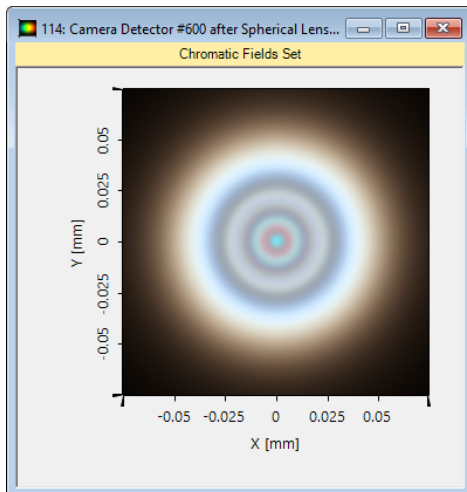 114: Camera Detector #600 after Spherical Lens...
Chromatic Fields Set
Y [mm]
0.05
0.025
0
-0.025
-0.05
-0.05 -0.025 0 0.025 0.05
X [mm]